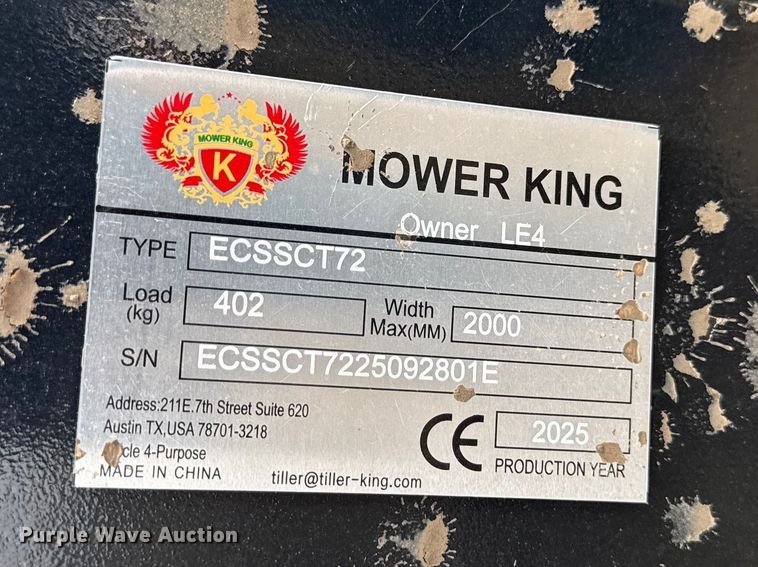 MOWER KING
K
MOWER KING
Owner LE4
TYPE ECSSCT72
Load (kg) 402 Width Max(MM) 2000
S/N ECSSCT7225092801E
Address:211E.7th Street Suite 620
Austin TX,USA 78701-3218
4-Purpose
MADE IN CHINA
tiller@tiller-king.com
CE
2025
PRODUCTION YEAR
Purple Wave Auction